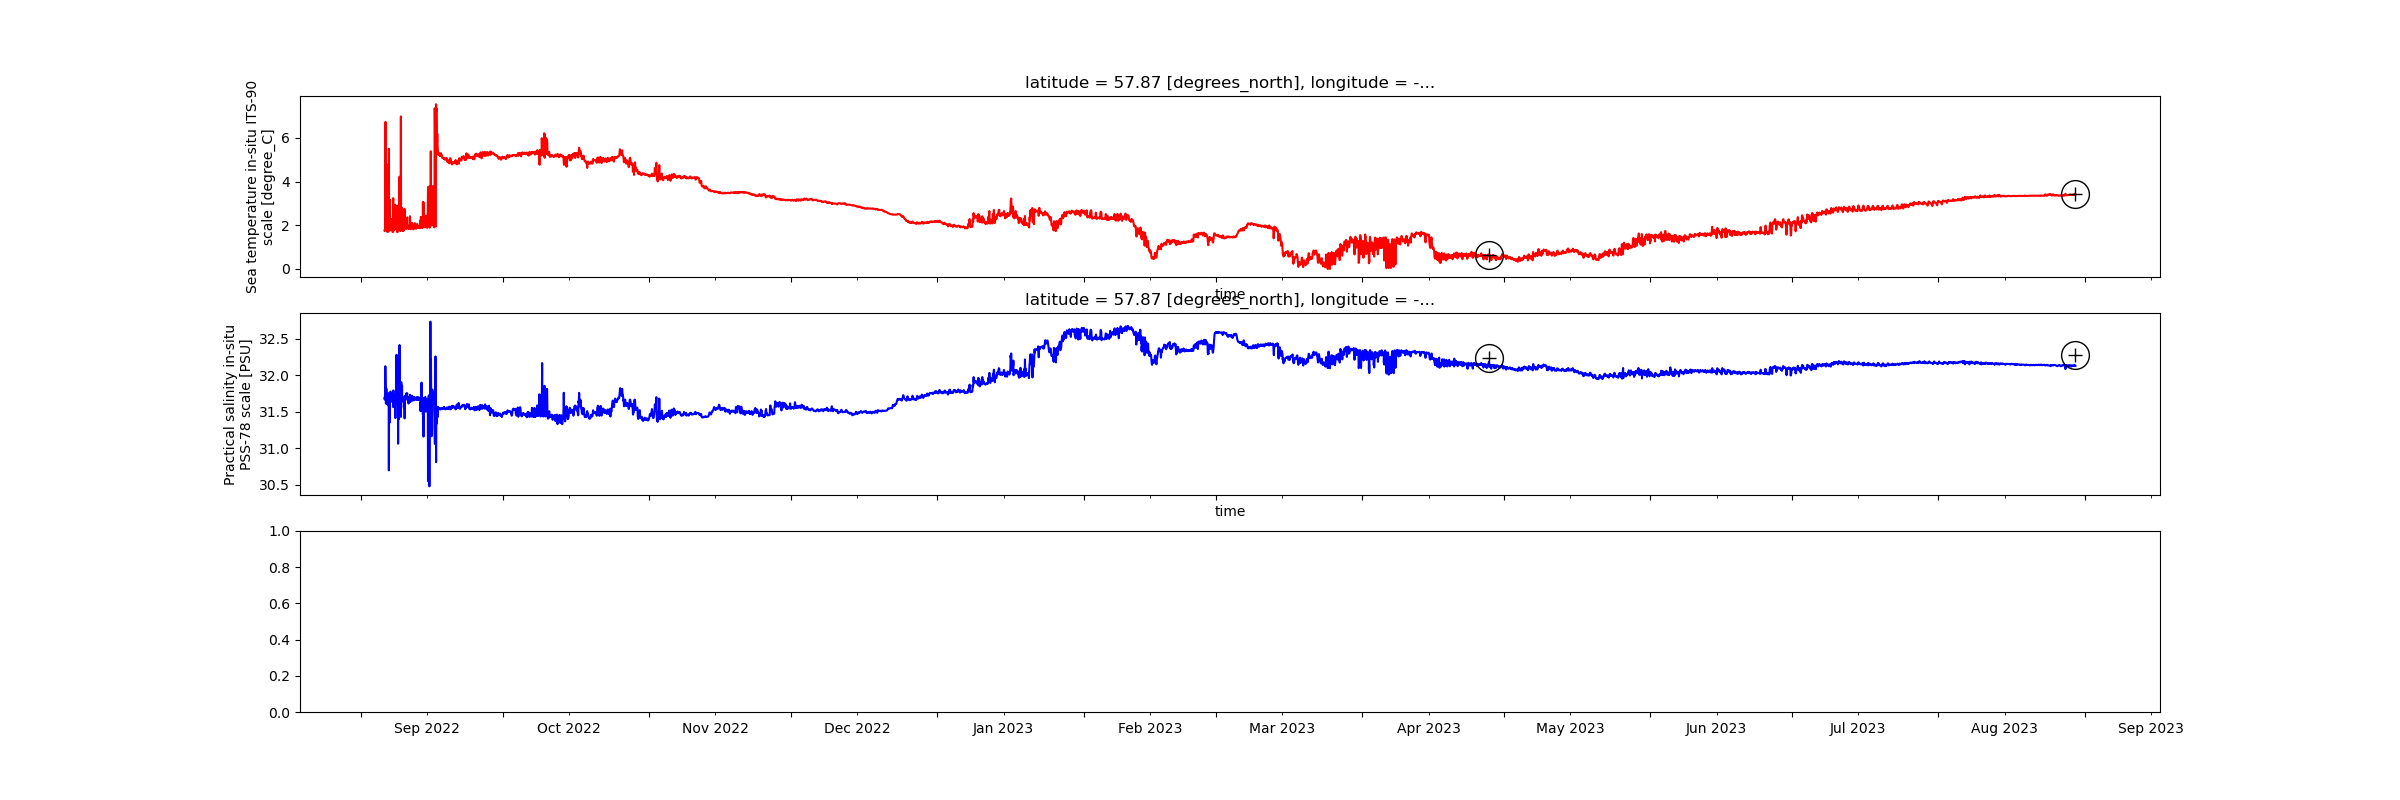 latitude = 57.87 [degrees_north], longitude = -...
Sea temperature in-situ ITS-90
scale [degree_C]
6
4
2
0
time
latitude = 57.87 [degrees_north], longitude = -...
Practical salinity in-situ
PSS-78 scale [PSU]
32.5
32.0
31.5
31.0
30.5
time
1.0
0.8
0.6
0.4
0.2
0.0
Sep 2022 Oct 2022 Nov 2022 Dec 2022 Jan 2023 Feb 2023 Mar 2023 Apr 2023 May 2023 Jun 2023 Jul 2023 Aug 2023 Sep 2023